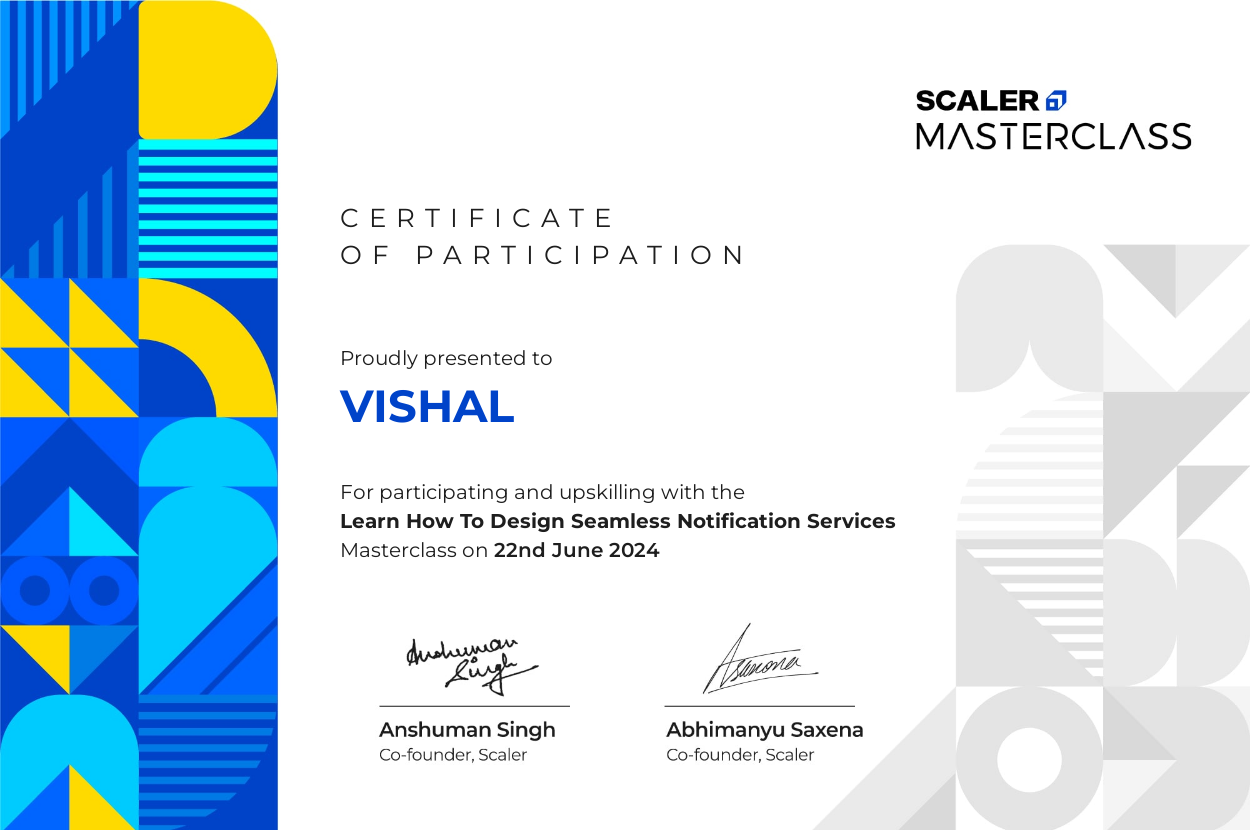 SCALER
MASTERCLASS
CERTIFICATE
OF PARTICIPATION
Proudly presented to
VISHAL
For participating and upskilling with the
Learn How To Design Seamless Notification Services
Masterclass on 22nd June 2024
Anshuman Singh
Asaxena
Anshuman Singh
Co-founder, Scaler
Abhimanyu Saxena
Co-founder, Scaler